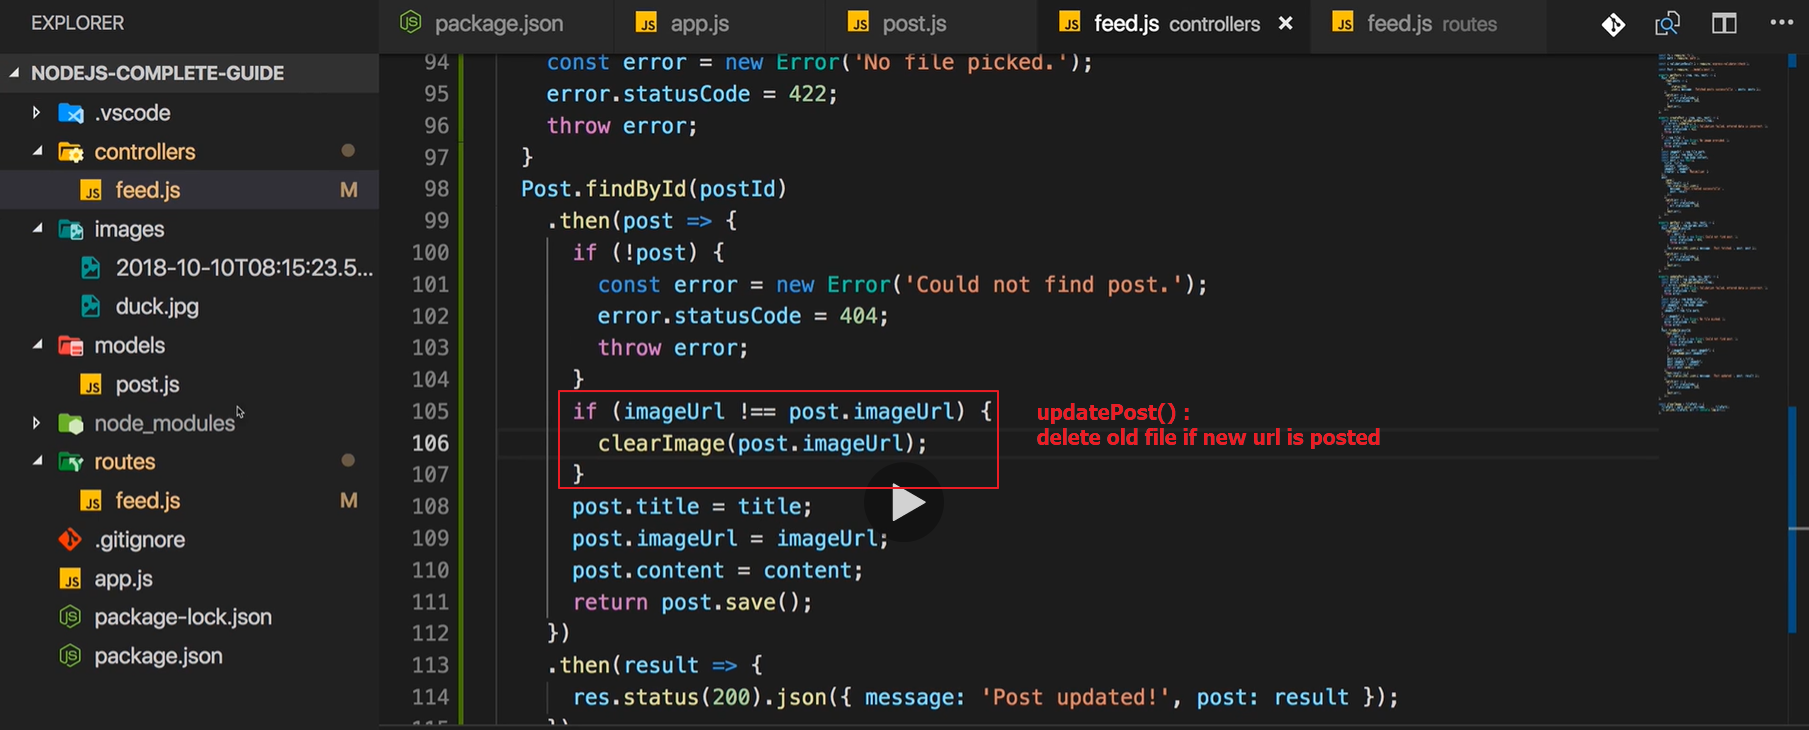 EXPLORER
package.json
app.js
post.js
feed.js controllers
feed.js routes
NODEJS-COMPLETE-GUIDE
.vscode
controllers
feed.js M
images
2018-10-10T08:15:23.5...
duck.jpg
models
post.js
node_modules
routes
feed.js M
.gitignore
app.js
package-lock.json
package.json
94 const error = new Error('No file picked.');
95 error.statusCode = 422;
96 throw error;
97 }
98 Post.findById(postId)
99 .then(post => {
100 if (!post) {
101 const error = new Error('Could not find post.');
102 error.statusCode = 404;
103 throw error;
104 }
105 if (imageUrl !== post.imageUrl) {
106 clearImage(post.imageUrl);
107 }
updatePost() :
delete old file if new url is posted
108 post.title = title;
109 post.imageUrl = imageUrl;
110 post.content = content;
111 return post.save();
112 })
113 .then(result => {
114 res.status(200).json({ message: 'Post updated!', post: result });